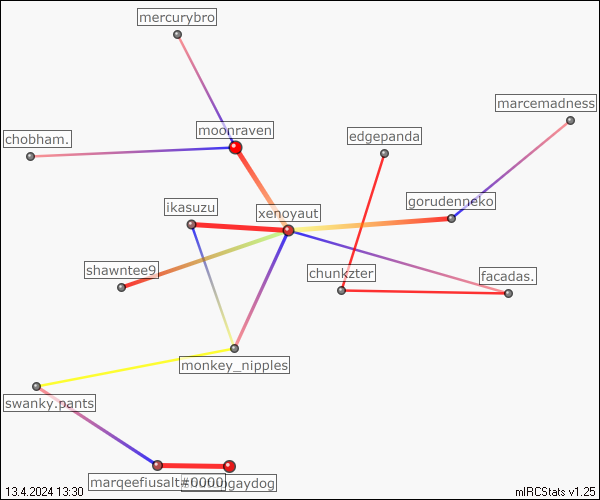 mercurybro
marcemadness
moonraven
edgepanda
chobham.
gorudenneko
ikasuzu
xenoyaut
shawntee9
chunkzter
facadas.
monkey_nipples
swanky.pants
marqeefiusalt#0000
gaydog
13.4.2024 13:30
mIRCStats v1.25